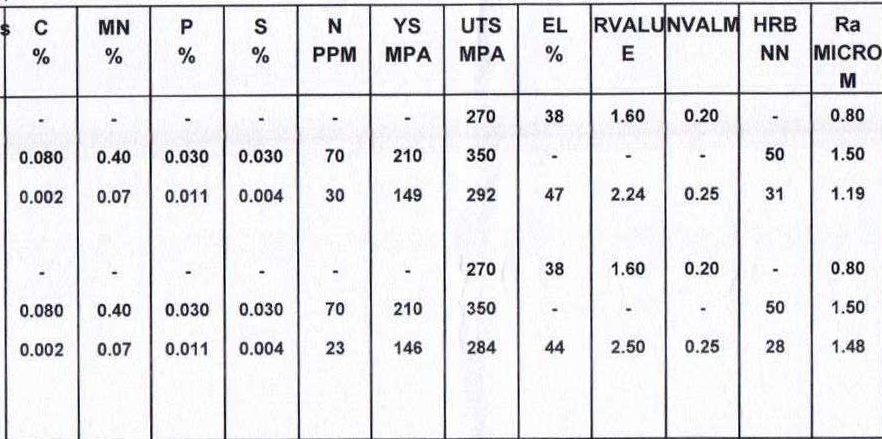 s C MN P S N YS UTS EL RVALU NVALM HRB Ra
% % % % PPM MPA MPA % E NN MICRO
M
- - - - - - 270 38 1.60 0.20 - 0.80
0.080 0.40 0.030 0.030 70 210 350 - - - 50 1.50
0.002 0.07 0.011 0.004 30 149 292 47 2.24 0.25 31 1.19
- - - - - - 270 38 1.60 0.20 - 0.80
0.080 0.40 0.030 0.030 70 210 350 - - - 50 1.50
0.002 0.07 0.011 0.004 23 146 284 44 2.50 0.25 28 1.48